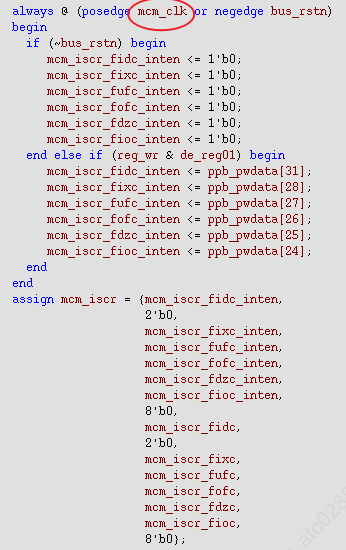 always @ (posedge mcm_clk or negedge bus_rstn)
begin
if (~bus_rstn) begin
mcm_iscr_fidc_inten <= 1'b0;
mcm_iscr_fixc_inten <= 1'b0;
mcm_iscr_fufc_inten <= 1'b0;
mcm_iscr_fofc_inten <= 1'b0;
mcm_iscr_fdzc_inten <= 1'b0;
mcm_iscr_fioc_inten <= 1'b0;
end else if (reg_wr & de_reg01) begin
mcm_iscr_fidc_inten <= ppb_pwdata[31];
mcm_iscr_fixc_inten <= ppb_pwdata[28];
mcm_iscr_fufc_inten <= ppb_pwdata[27];
mcm_iscr_fofc_inten <= ppb_pwdata[26];
mcm_iscr_fdzc_inten <= ppb_pwdata[25];
mcm_iscr_fioc_inten <= ppb_pwdata[24];
end
end
assign mcm_iscr = {mcm_iscr_fidc_inten,
2'b0,
mcm_iscr_fixc_inten,
mcm_iscr_fufc_inten,
mcm_iscr_fofc_inten,
mcm_iscr_fdzc_inten,
mcm_iscr_fioc_inten,
8'b0,
mcm_iscr_fidc,
2'b0,
mcm_iscr_fixc,
mcm_iscr_fufc,
mcm_iscr_fofc,
mcm_iscr_fdzc,
mcm_iscr_fioc,
8'b0};